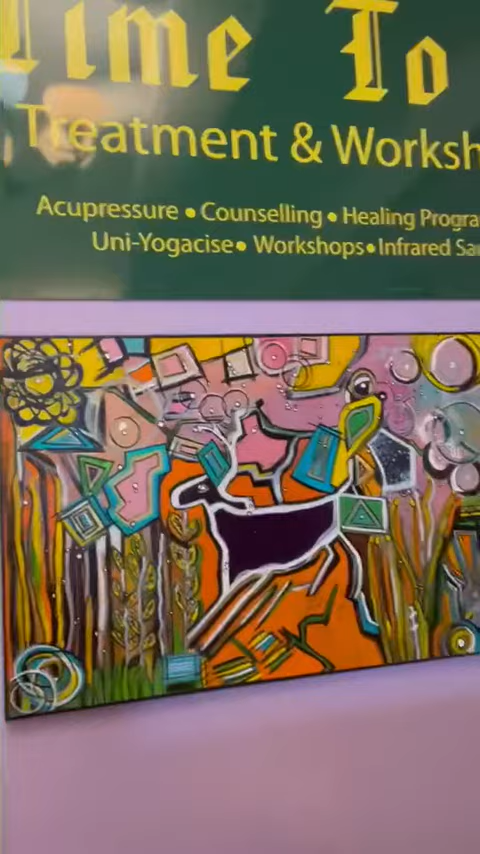 Time To
Treatment & Worksh
Acupressure • Counselling • Healing Progra
Uni-Yogacise • Workshops • Infrared Sa